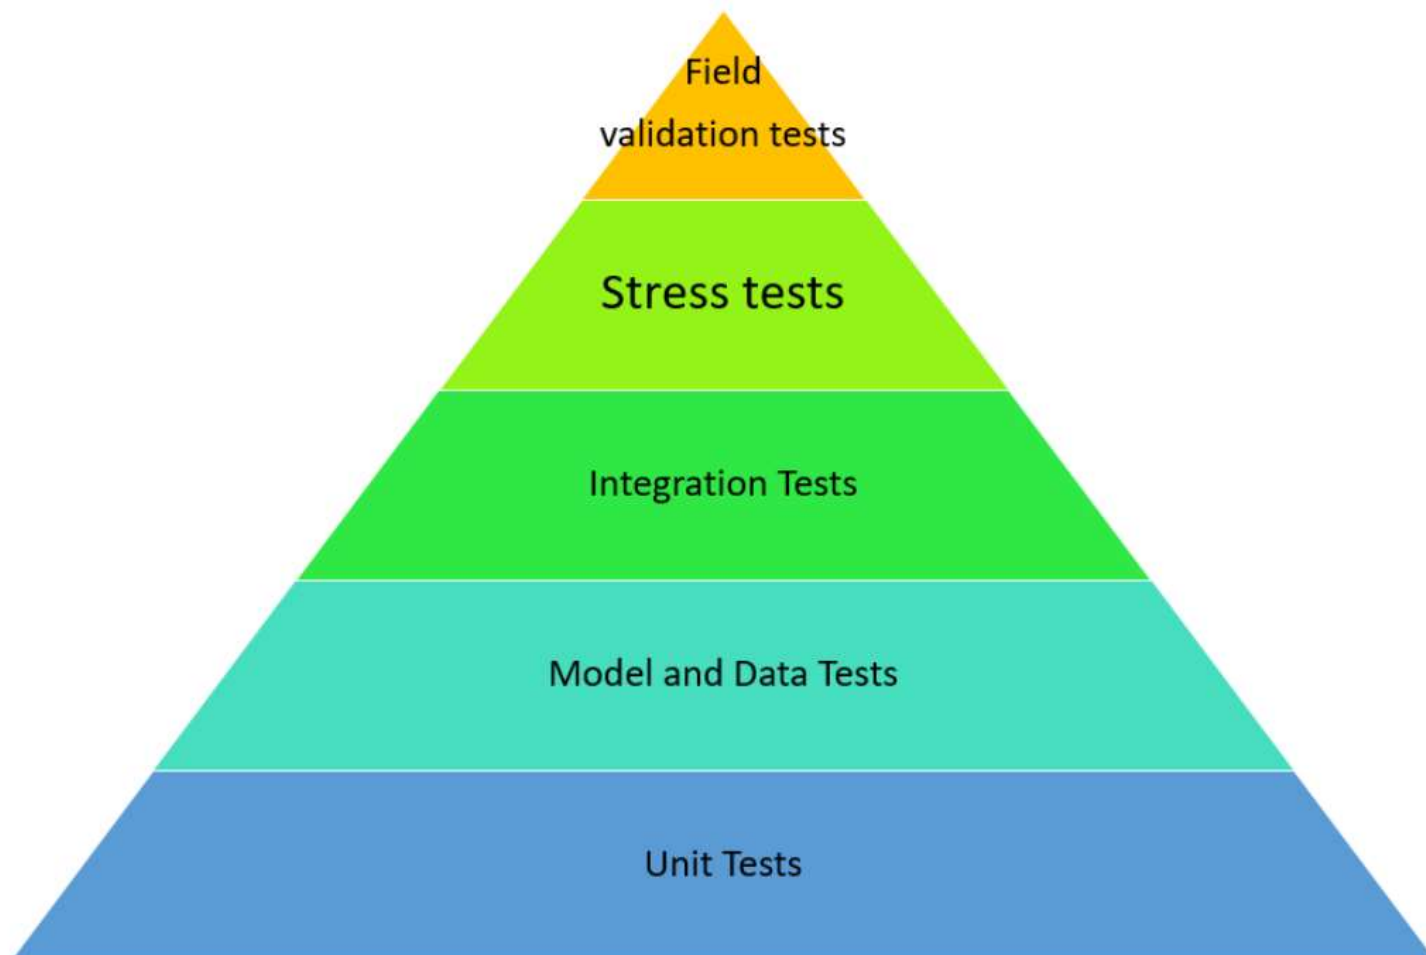 Field
validation tests
Stress tests
Integration Tests
Model and Data Tests
Unit Tests